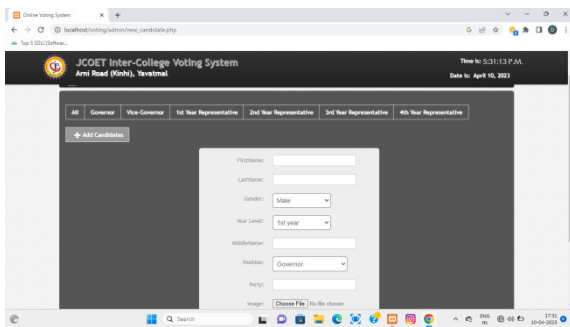 Online Voting System
localhost/voting/admin/new_candidate.php
Top 5 SDLC(Softwar...
JCOET Inter-College Voting System
Arni Road (Kinhi), Yavatmal
Time is: 5:31:13 P.M.
Date is: April 10, 2023
All Governor Vice-Governor 1st Year Representative 2nd Year Representative 3rd Year Representative 4th Year Representative
Add Candidates
FirstName:
LastName:
Gender: Male
Year Level: 1st year
MiddleName:
Position: Governor
Party:
Image: Choose File No file chosen
Search
ENG
17:31
10-04-2023